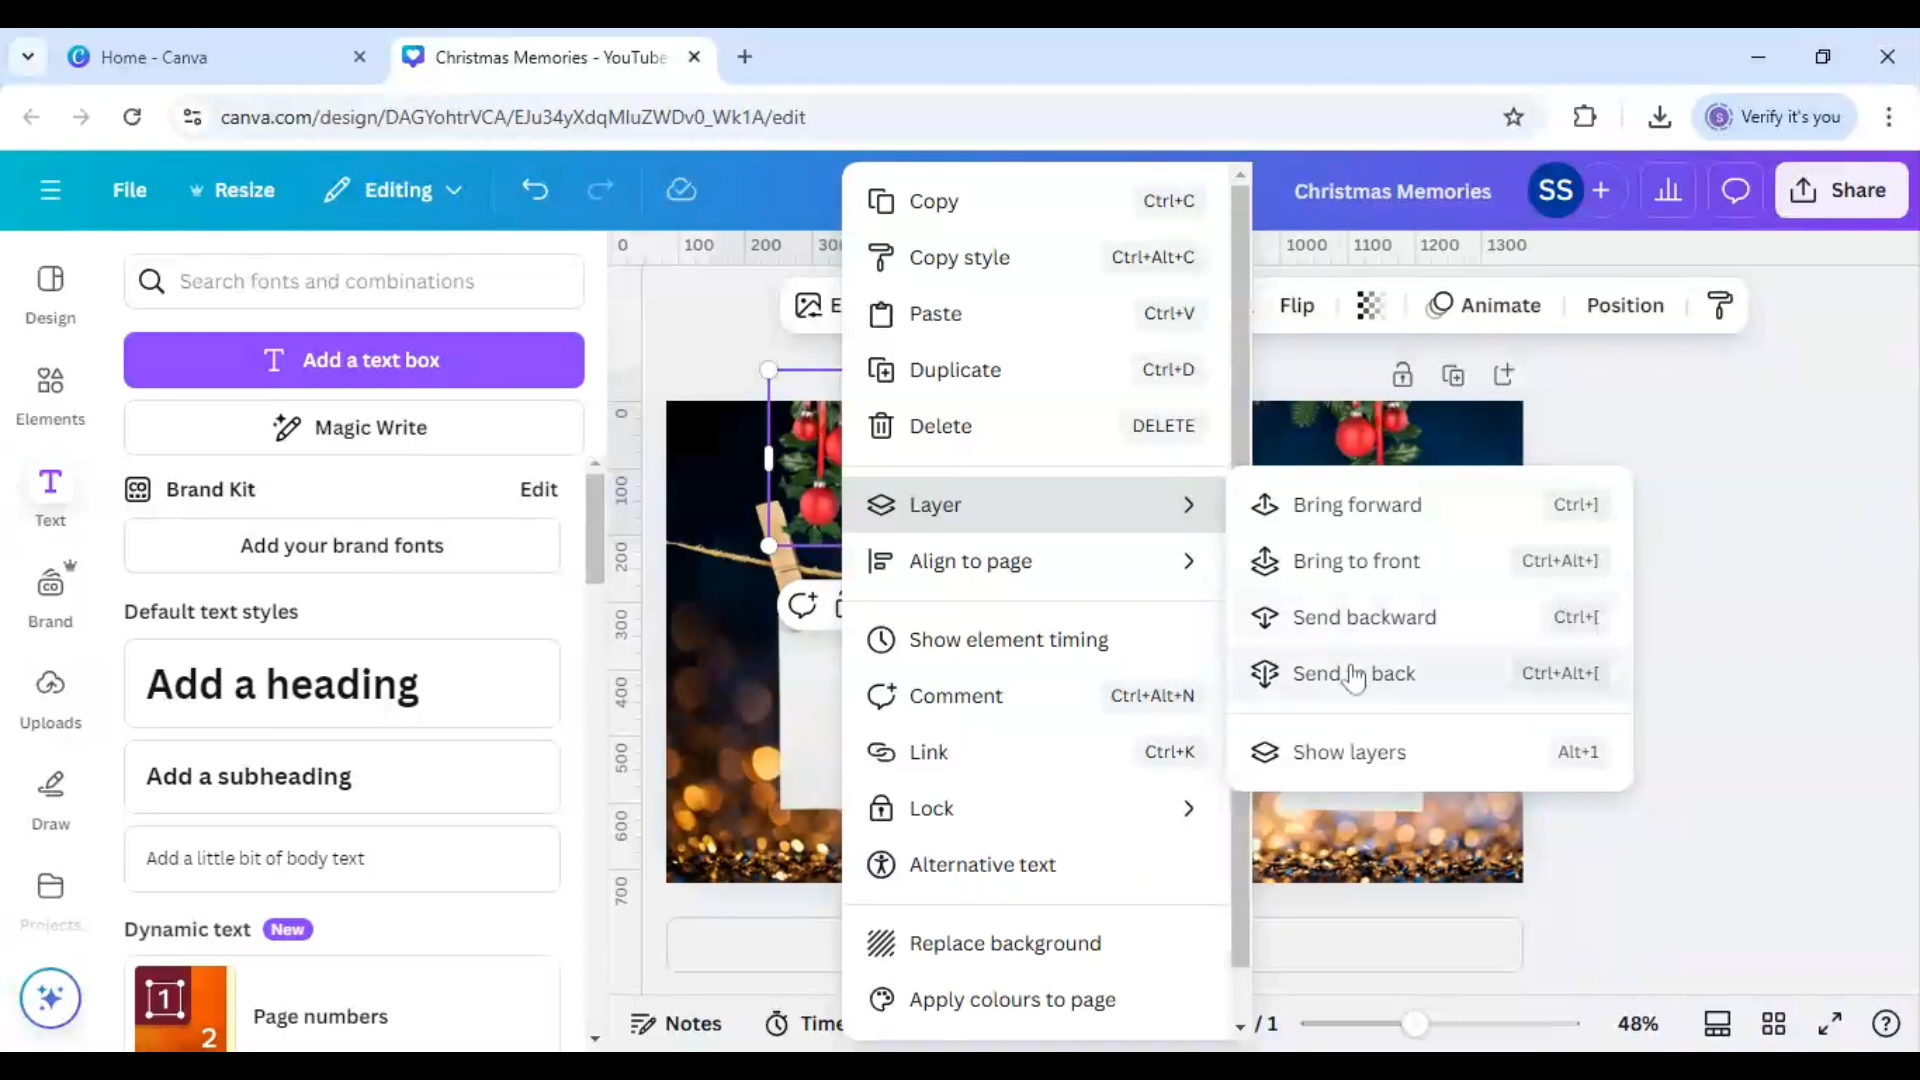 Home - Canva
Christmas Memories - YouTube
canva.com/design/DAGYohtrVCA/EJu34yXdqMIuZWDv0_Wk1A/edit
Verify it's you
File
Resize
Editing
Christmas Memories
SS
Share
0 100 200 1000 1100 1200 1300
Flip
Animate
Position
Design
Elements
Text
Brand
Uploads
Draw
Projects
Search fonts and combinations
Add a text box
Magic Write
Brand Kit
Edit
Add your brand fonts
Default text styles
Add a heading
Add a subheading
Add a little bit of body text
Dynamic text
New
1
2
Page numbers
0
100
200
300
400
500
600
700
Copy Ctrl+C
Copy style Ctrl+Alt+C
Paste Ctrl+V
Duplicate Ctrl+D
Delete DELETE
Layer
Align to page
Show element timing
Comment Ctrl+Alt+N
Link Ctrl+K
Lock
Alternative text
Replace background
Apply colours to page
Bring forward Ctrl+]
Bring to front Ctrl+Alt+]
Send backward Ctrl+[
Send to back Ctrl+Alt+[
Show layers Alt+1
Notes
/ 1
48%